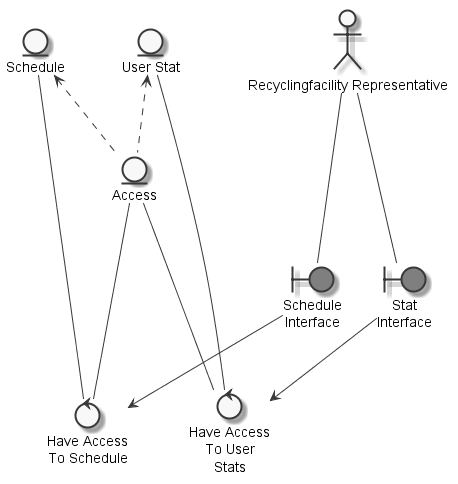 Schedule
User Stat
Recyclingfacility Representative
Access
Schedule
Interface
Stat
Interface
Have Access
To Schedule
Have Access
To User
Stats